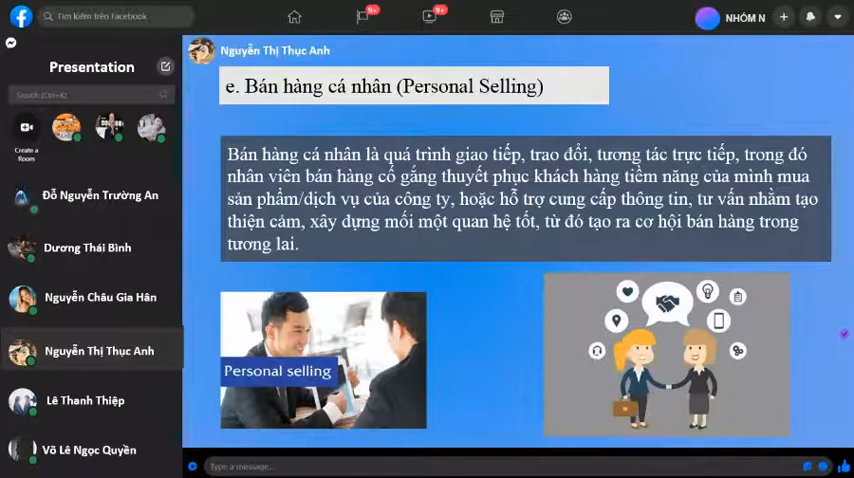 Tìm kiếm trên Facebook
9+
9+
NHÓM N
Presentation
Search (Ctrl+K)
Create a
Room
Đỗ Nguyễn Trường An
Dương Thái Bình
Nguyễn Châu Gia Hân
Nguyễn Thị Thục Anh
Lê Thanh Thiệp
Võ Lê Ngọc Quyền
Nguyễn Thị Thục Anh
e. Bán hàng cá nhân (Personal Selling)
Bán hàng cá nhân là quá trình giao tiếp, trao đổi, tương tác trực tiếp, trong đó
nhân viên bán hàng cố gắng thuyết phục khách hàng tiềm năng của mình mua
sản phẩm/dịch vụ của công ty, hoặc hỗ trợ cung cấp thông tin, tư vấn nhằm tạo
thiện cảm, xây dựng mối một quan hệ tốt, từ đó tạo ra cơ hội bán hàng trong
tương lai.
Personal selling
Type a message...